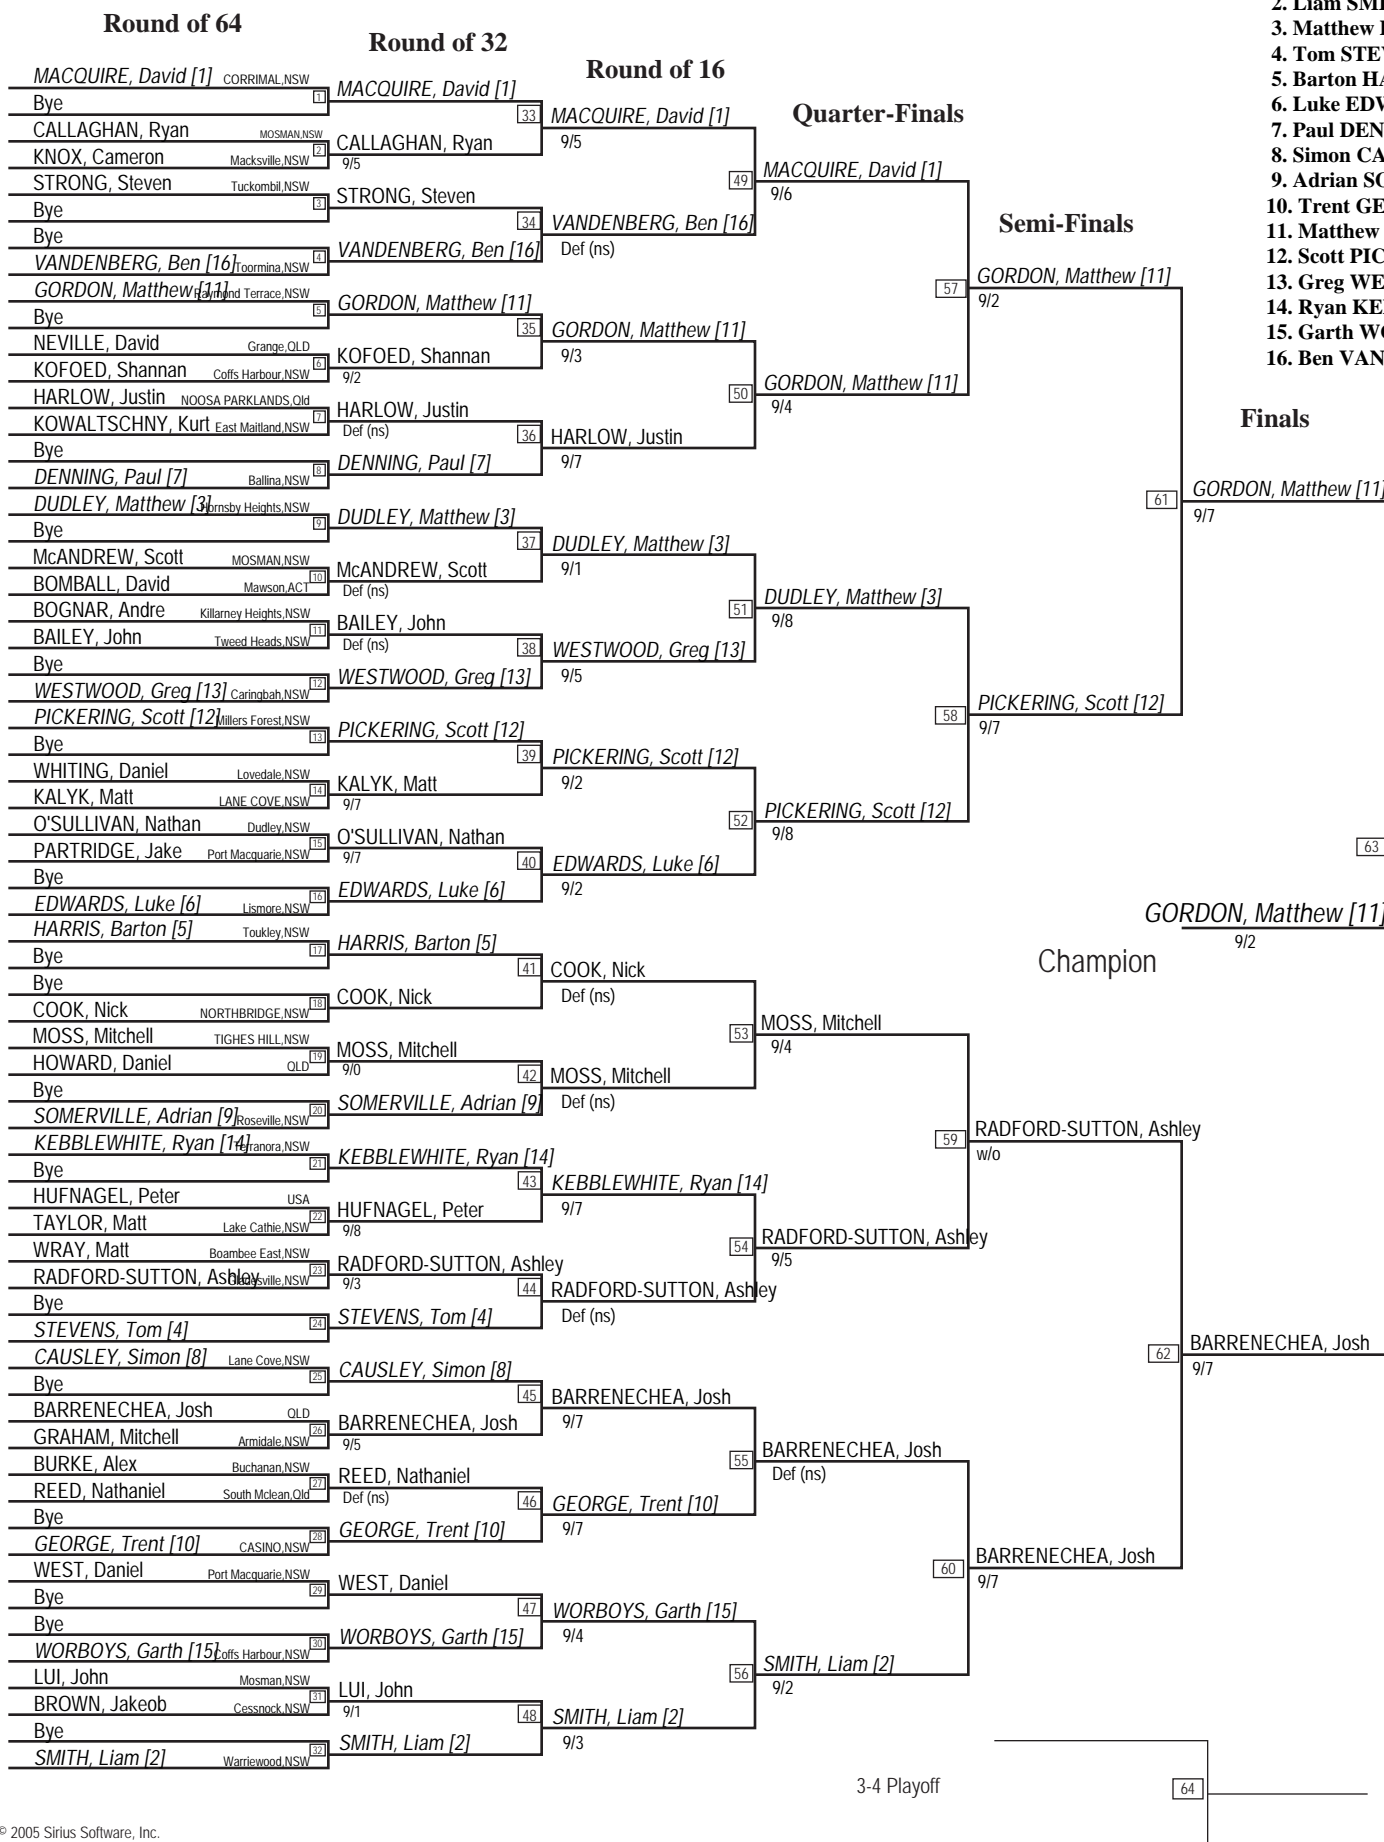 Round of 64
Round of 32
Round of 16
Quarter-Finals
Semi-Finals
Finals
2. Liam SMI
3. Matthew
4. Tom STE
5. Barton HA
6. Luke EDW
7. Paul DEN
8. Simon CA
9. Adrian SO
10. Trent GE
11. Matthew
12. Scott PIC
13. Greg WE
14. Ryan KE
15. Garth WO
16. Ben VAN
MACQUIRE, David [1] CORRIMAL,NSW
Bye
1
CALLAGHAN, Ryan MOSMAN,NSW
KNOX, Cameron Macksville,NSW
2
STRONG, Steven Tuckombil,NSW
Bye
3
Bye
VANDENBERG, Ben [16] Toormina,NSW
4
GORDON, Matthew [11] Raymond Terrace,NSW
Bye
5
NEVILLE, David Grange,QLD
KOFOED, Shannan Coffs Harbour,NSW
6
HARLOW, Justin NOOSA PARKLANDS,Qld
KOWALTSCHNY, Kurt East Maitland,NSW
7
Bye
DENNING, Paul [7] Ballina,NSW
8
DUDLEY, Matthew [3] Hornsby Heights,NSW
Bye
9
McANDREW, Scott MOSMAN,NSW
BOMBALL, David Mawson,ACT
10
BOGNAR, Andre Killarney Heights,NSW
BAILEY, John Tweed Heads,NSW
11
Bye
WESTWOOD, Greg [13] Caringbah,NSW
12
PICKERING, Scott [12] Millers Forest,NSW
Bye
13
WHITING, Daniel Lovedale,NSW
KALYK, Matt LANE COVE,NSW
14
O'SULLIVAN, Nathan Dudley,NSW
PARTRIDGE, Jake Port Macquarie,NSW
15
Bye
EDWARDS, Luke [6] Lismore,NSW
16
HARRIS, Barton [5] Toukley,NSW
Bye
17
Bye
COOK, Nick NORTHBRIDGE,NSW
18
MOSS, Mitchell TIGHES HILL,NSW
HOWARD, Daniel QLD
19
Bye
SOMERVILLE, Adrian [9] Roseville,NSW
20
KEBBLEWHITE, Ryan [14] Terranora,NSW
Bye
21
HUFNAGEL, Peter USA
TAYLOR, Matt Lake Cathie,NSW
22
WRAY, Matt Boambee East,NSW
RADFORD-SUTTON, Ashley Gladesville,NSW
23
Bye
STEVENS, Tom [4]
24
CAUSLEY, Simon [8] Lane Cove,NSW
Bye
25
BARRENECHEA, Josh QLD
GRAHAM, Mitchell Armidale,NSW
26
BURKE, Alex Buchanan,NSW
REED, Nathaniel South Mclean,Qld
27
Bye
GEORGE, Trent [10] CASINO,NSW
28
WEST, Daniel Port Macquarie,NSW
Bye
29
Bye
WORBOYS, Garth [15] Coffs Harbour,NSW
30
LUI, John Mosman,NSW
BROWN, Jakeob Cessnock,NSW
31
Bye
SMITH, Liam [2] Warriewood,NSW
32
MACQUIRE, David [1]
33
CALLAGHAN, Ryan
9/5
STRONG, Steven
34
VANDENBERG, Ben [16]
GORDON, Matthew [11]
35
KOFOED, Shannan
9/2
HARLOW, Justin
Def (ns)
36
DENNING, Paul [7]
DUDLEY, Matthew [3]
37
McANDREW, Scott
Def (ns)
BAILEY, John
Def (ns)
38
WESTWOOD, Greg [13]
PICKERING, Scott [12]
39
KALYK, Matt
9/7
O'SULLIVAN, Nathan
9/7
40
EDWARDS, Luke [6]
HARRIS, Barton [5]
41
COOK, Nick
MOSS, Mitchell
9/0
42
SOMERVILLE, Adrian [9]
KEBBLEWHITE, Ryan [14]
43
HUFNAGEL, Peter
9/8
RADFORD-SUTTON, Ashley
9/3
44
STEVENS, Tom [4]
CAUSLEY, Simon [8]
45
BARRENECHEA, Josh
9/5
REED, Nathaniel
Def (ns)
46
GEORGE, Trent [10]
WEST, Daniel
47
WORBOYS, Garth [15]
LUI, John
9/1
48
SMITH, Liam [2]
MACQUIRE, David [1]
9/5
49
VANDENBERG, Ben [16]
Def (ns)
GORDON, Matthew [11]
9/3
50
HARLOW, Justin
9/7
DUDLEY, Matthew [3]
9/1
51
WESTWOOD, Greg [13]
9/5
PICKERING, Scott [12]
9/2
52
EDWARDS, Luke [6]
9/2
COOK, Nick
Def (ns)
53
MOSS, Mitchell
Def (ns)
KEBBLEWHITE, Ryan [14]
9/7
54
RADFORD-SUTTON, Ashley
Def (ns)
BARRENECHEA, Josh
9/7
55
GEORGE, Trent [10]
9/7
WORBOYS, Garth [15]
9/4
56
SMITH, Liam [2]
9/3
MACQUIRE, David [1]
9/6
57
GORDON, Matthew [11]
9/4
DUDLEY, Matthew [3]
9/8
58
PICKERING, Scott [12]
9/8
MOSS, Mitchell
9/4
59
RADFORD-SUTTON, Ashley
9/5
BARRENECHEA, Josh
Def (ns)
60
SMITH, Liam [2]
9/2
GORDON, Matthew [11]
9/2
61
PICKERING, Scott [12]
9/7
RADFORD-SUTTON, Ashley
w/o
62
BARRENECHEA, Josh
9/7
GORDON, Matthew [11]
9/7
63
BARRENECHEA, Josh
9/7
GORDON, Matthew [11]
9/2
Champion
3-4 Playoff
64
© 2005 Sirius Software, Inc.